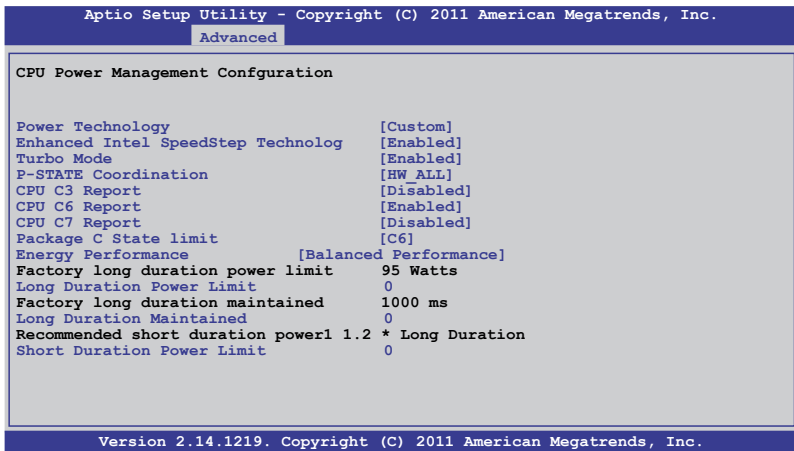 Aptio Setup Utility - Copyright (C) 2011 American Megatrends, Inc.
Advanced
CPU Power Management Confguration
Power Technology [Custom]
Enhanced Intel SpeedStep Technolog [Enabled]
Turbo Mode [Enabled]
P-STATE Coordination [HW_ALL]
CPU C3 Report [Disabled]
CPU C6 Report [Enabled]
CPU C7 Report [Disabled]
Package C State limit [C6]
Energy Performance [Balanced Performance]
Factory long duration power limit 95 Watts
Long Duration Power Limit 0
Factory long duration maintained 1000 ms
Long Duration Maintained 0
Recommended short duration power1 1.2 * Long Duration
Short Duration Power Limit 0
Version 2.14.1219. Copyright (C) 2011 American Megatrends, Inc.